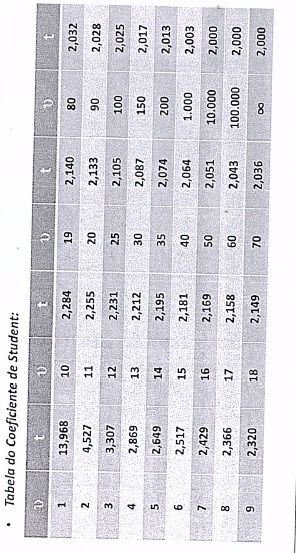 • Tabela do Coeficiente de Student:
υ t υ t υ t υ t
1 13,968 10 2,284 19 2,140 80 2,032
2 4,527 11 2,255 20 2,133 90 2,028
3 3,307 12 2,231 25 2,105 100 2,025
4 2,869 13 2,212 30 2,087 150 2,017
5 2,649 14 2,195 35 2,074 200 2,013
6 2,517 15 2,181 40 2,064 1.000 2,003
7 2,429 16 2,169 50 2,051 10.000 2,000
8 2,366 17 2,158 60 2,043 100.000 2,000
9 2,320 18 2,149 70 2,036 ∞ 2,000